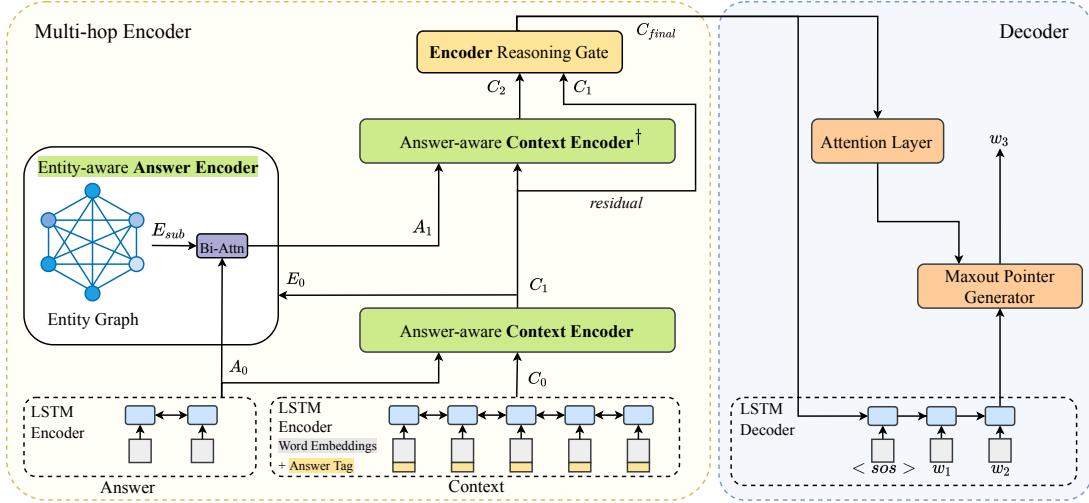 Multi-hop Encoder
C_final
Decoder
Encoder Reasoning Gate
C_2
C_1
Answer-aware Context Encoder†
Attention Layer
w_3
Entity-aware Answer Encoder
residual
E_sub
Bi-Attn
A_1
E_0
C_1
Maxout Pointer
Generator
Entity Graph
Answer-aware Context Encoder
A_0
C_0
LSTM
Encoder
LSTM
Encoder
Word Embeddings
+ Answer Tag
LSTM
Decoder
< sos >
w_1
w_2
Answer
Context